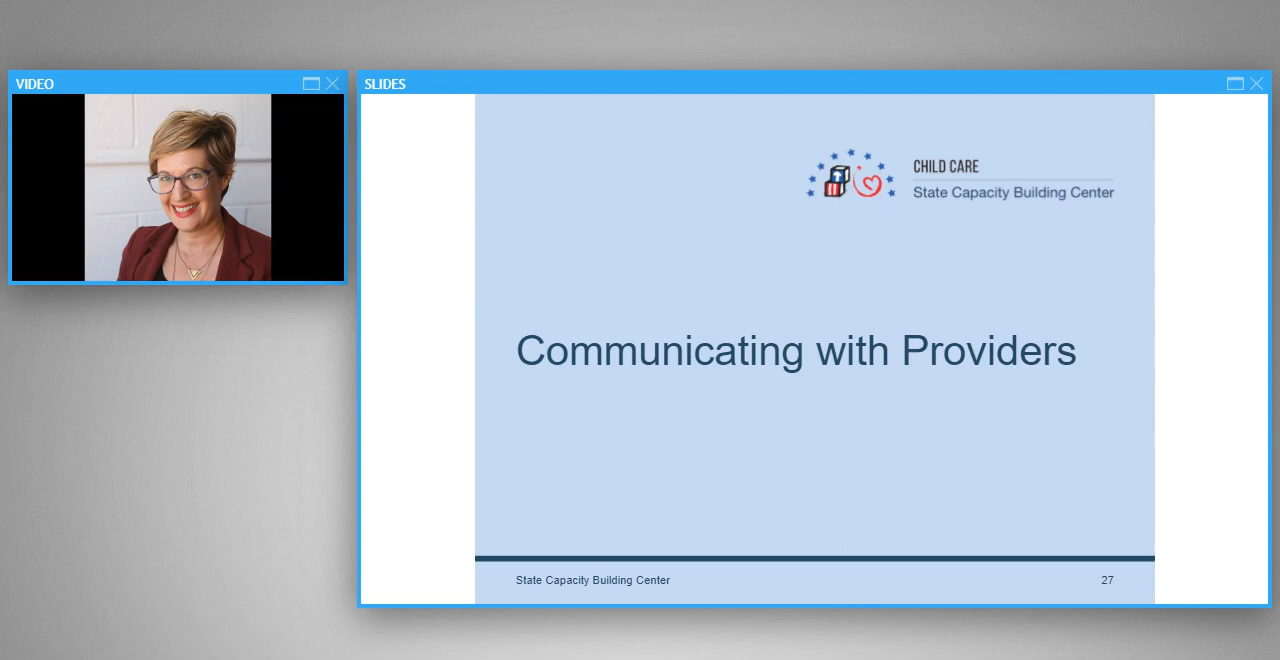 VIDEO
SLIDES
CHILD CARE
State Capacity Building Center
Communicating with Providers
State Capacity Building Center
27